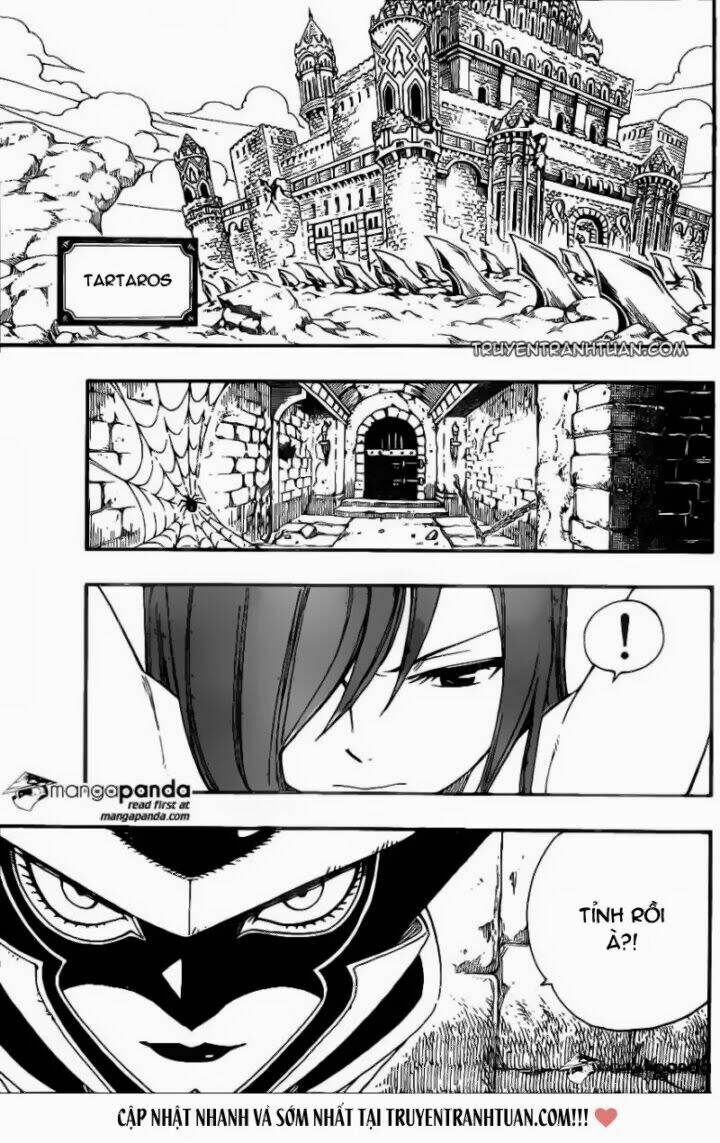 TARTAROS
TRUYENTRANHTUAN.COM
!
mangapanda
read first at
mangapanda.com
TỈNH RỒI
À?!
mangapanda
CẬP NHẬT NHANH VÀ SỚM NHẤT TẠI TRUYENTRANHTUAN.COM!!! ❤